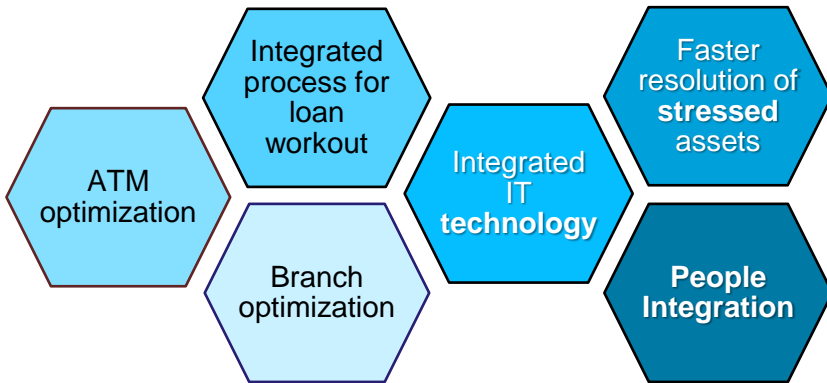 ATM
optimization
Integrated
process for
loan
workout
Branch
optimization
Integrated
IT
technology
Faster
resolution of
stressed
assets
People
Integration